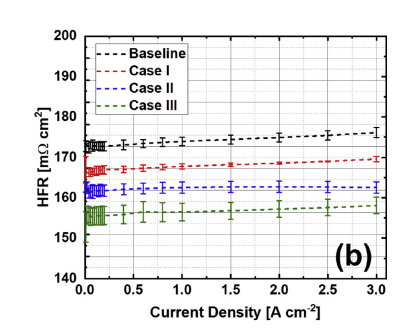 200
190
180
170
160
150
140
HFR [mΩ cm²]
Baseline
Case I
Case II
Case III
(b)
0.0 0.5 1.0 1.5 2.0 2.5 3.0
Current Density [A cm⁻²]